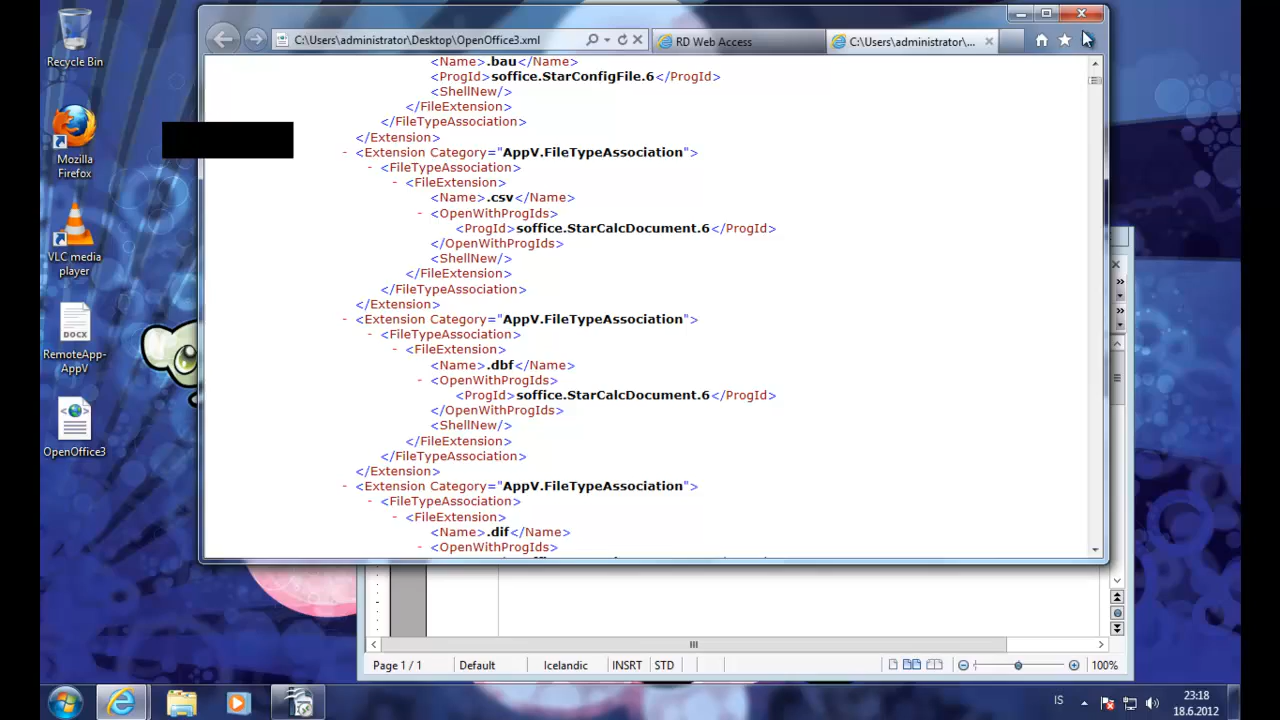 Recycle Bin
Mozilla
Firefox
VLC media
player
DOCX
RemoteApp-
AppV
OpenOffice3
C:\Users\administrator\Desktop\OpenOffice3.xml
RD Web Access
C:\Users\administrator\...
<Name>.bau</Name>
<ProgId>soffice.StarConfigFile.6</ProgId>
<ShellNew/>
</FileExtension>
</FileTypeAssociation>
</Extension>
- <Extension Category="AppV.FileTypeAssociation">
- <FileTypeAssociation>
- <FileExtension>
<Name>.csv</Name>
- <OpenWithProgIds>
<ProgId>soffice.StarCalcDocument.6</ProgId>
</OpenWithProgIds>
<ShellNew/>
</FileExtension>
</FileTypeAssociation>
</Extension>
- <Extension Category="AppV.FileTypeAssociation">
- <FileTypeAssociation>
- <FileExtension>
<Name>.dbf</Name>
- <OpenWithProgIds>
<ProgId>soffice.StarCalcDocument.6</ProgId>
</OpenWithProgIds>
<ShellNew/>
</FileExtension>
</FileTypeAssociation>
</Extension>
- <Extension Category="AppV.FileTypeAssociation">
- <FileTypeAssociation>
- <FileExtension>
<Name>.dif</Name>
- <OpenWithProgIds>
Page 1 / 1 Default Icelandic INSRT STD 100%
IS
23:18
18.6.2012